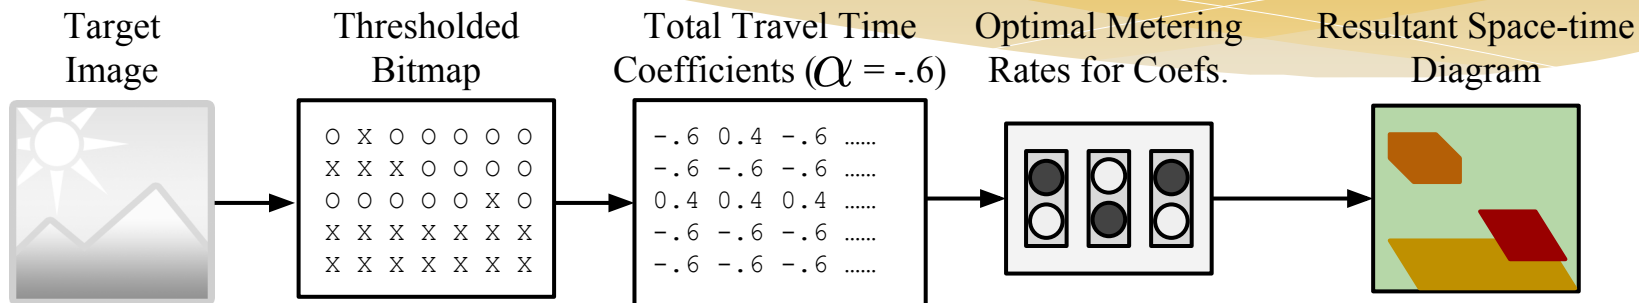 Target
Image
Thresholded
Bitmap
Total Travel Time
Coefficients (α = -.6)
Optimal Metering
Rates for Coefs.
Resultant Space-time
Diagram
O X O O O O O
X X X O O O O
O O O O O X O
X X X X X X X
X X X X X X X
-.6 0.4 -.6 ......
-.6 -.6 -.6 ......
0.4 0.4 0.4 ......
-.6 -.6 -.6 ......
-.6 -.6 -.6 ......